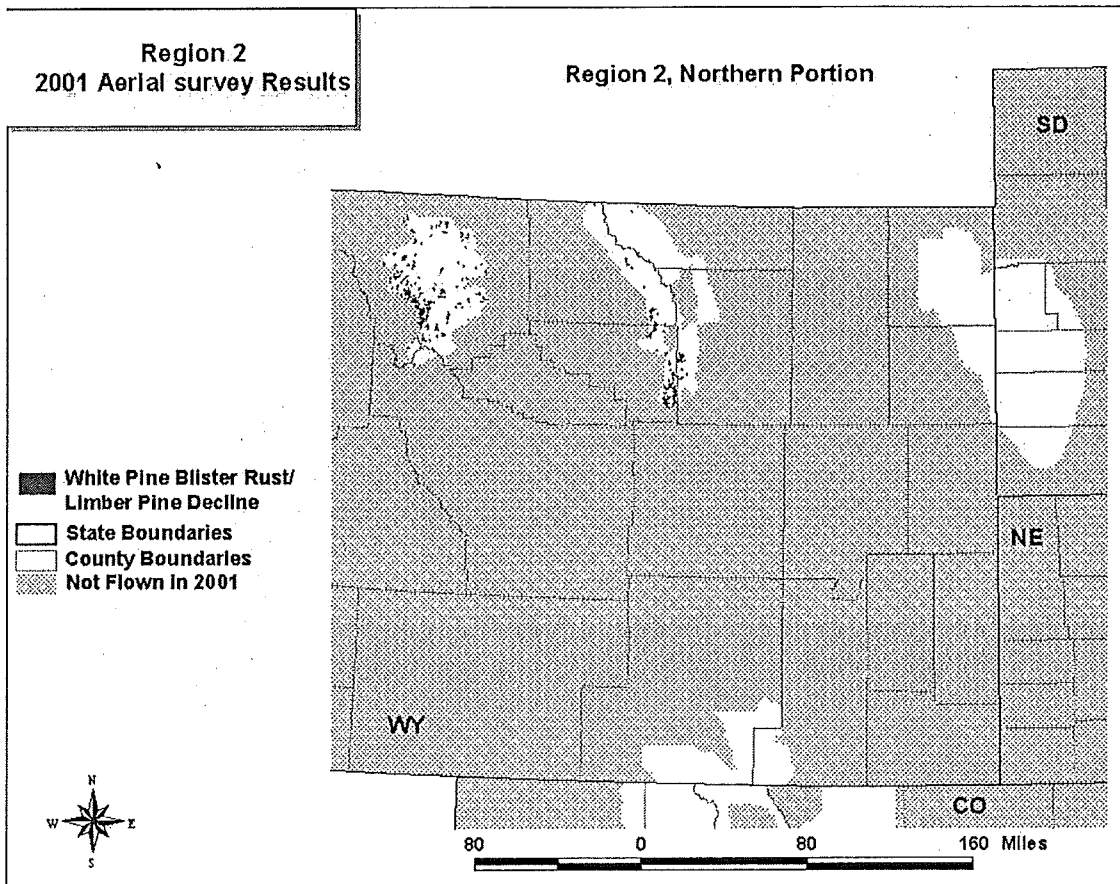 Region 2
2001 Aerial survey Results
Region 2, Northern Portion
SD
White Pine Blister Rust/
Limber Pine Decline
State Boundaries
County Boundaries
Not Flown in 2001
NE
WY
CO
N
W E
S
80 0 80 160 Miles